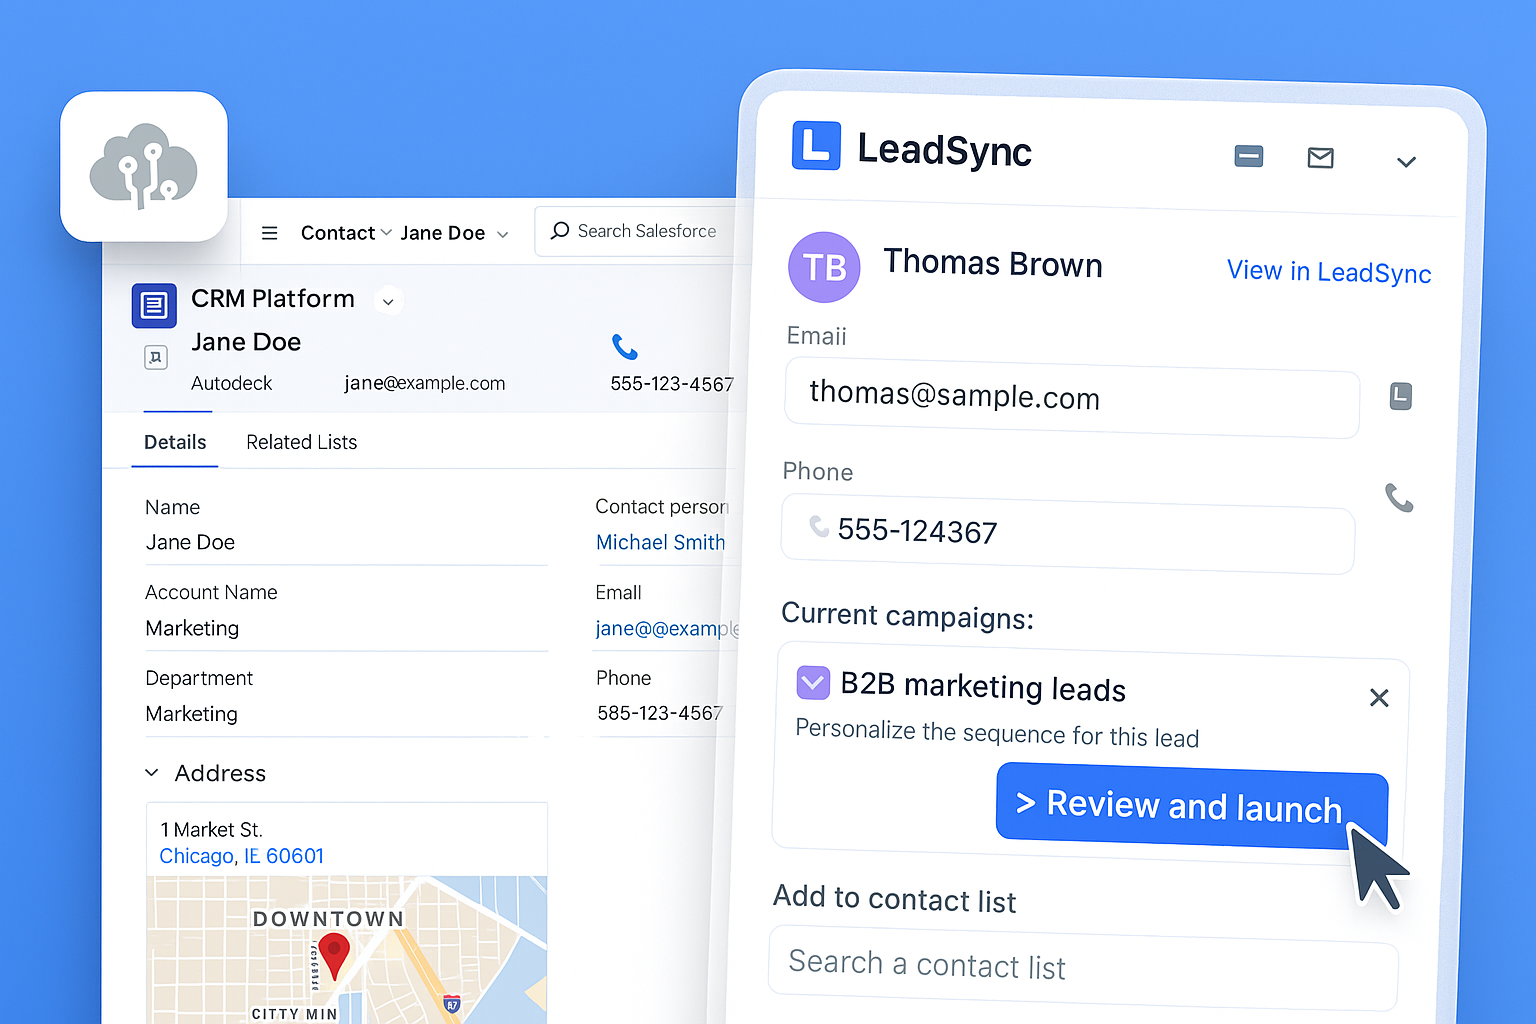 Contact Jane Doe
Search Salesforce
CRM Platform
Jane Doe
Autodeck jane@example.com 555-123-4567
Details Related Lists
Name
Jane Doe
Account Name
Marketing
Department
Marketing
Contact person
Michael Smith
Emall
jane@@example
Phone
585-123-4567
Address
1 Market St.
Chicago, IE 60601
DOWNTOWN
CITTY MIN
LeadSync
TB Thomas Brown
View in LeadSync
Emaii
thomas@sample.com
L
Phone
555-124367
Current campaigns:
B2B marketing leads
Personalize the sequence for this lead
> Review and launch
Add to contact list
Search a contact list